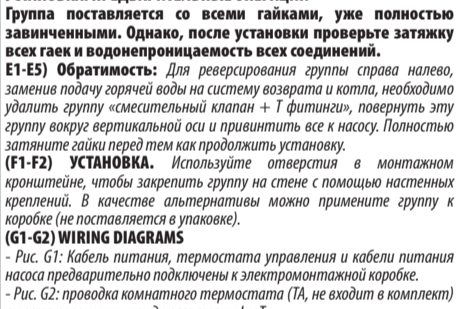 Группа поставляется со всеми гайками, уже полностью
завинченными. Однако, после установки проверьте затяжку
всех гаек и водонепроницаемость всех соединений.
E1-E5) Обратимость: Для реверсирования группы справа налево,
заменив подачу горячей воды на систему возврата и котла, необходимо
удалить группу «смесительный клапан + Т фитинги», повернуть эту
группу вокруг вертикальной оси и привинтить все к насосу. Полностью
затяните гайки перед тем как продолжить установку.
(F1-F2) УСТАНОВКА. Используйте отверстия в монтажном
кронштейне, чтобы закрепить группу на стене с помощью настенных
креплений. В качестве альтернативы можно примените группу к
коробке (не поставляется в упаковке).
(G1-G2) WIRING DIAGRAMS
- Рис. G1: Кабель питания, термостата управления и кабели питания
насоса предварительно подключены к электромонтажной коробке.
- Рис. G2: проводка комнатного термостата (ТА, не входит в комплект)